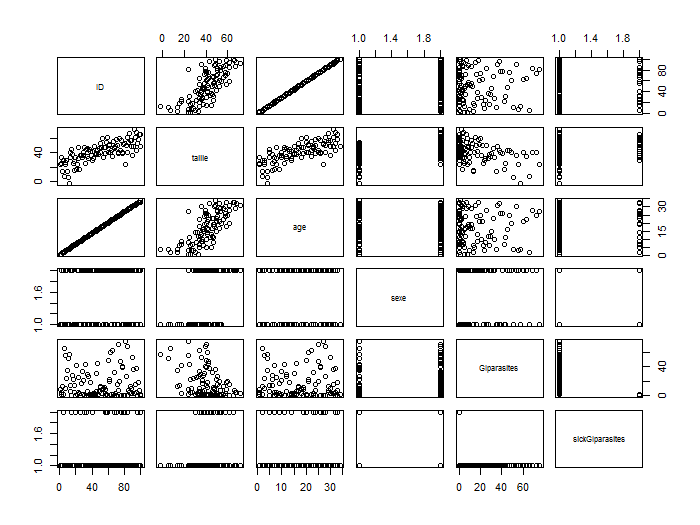 0 20 40 60 1.0 1.4 1.8 1.0 1.4 1.8
ID
0 40 80
0 40
taille
age
0 15 30
1.0 1.6
sexe
GIparasites
0 40
1.0 1.6
sickGIparasites
0 40 80 0 10 20 30 0 20 40 60